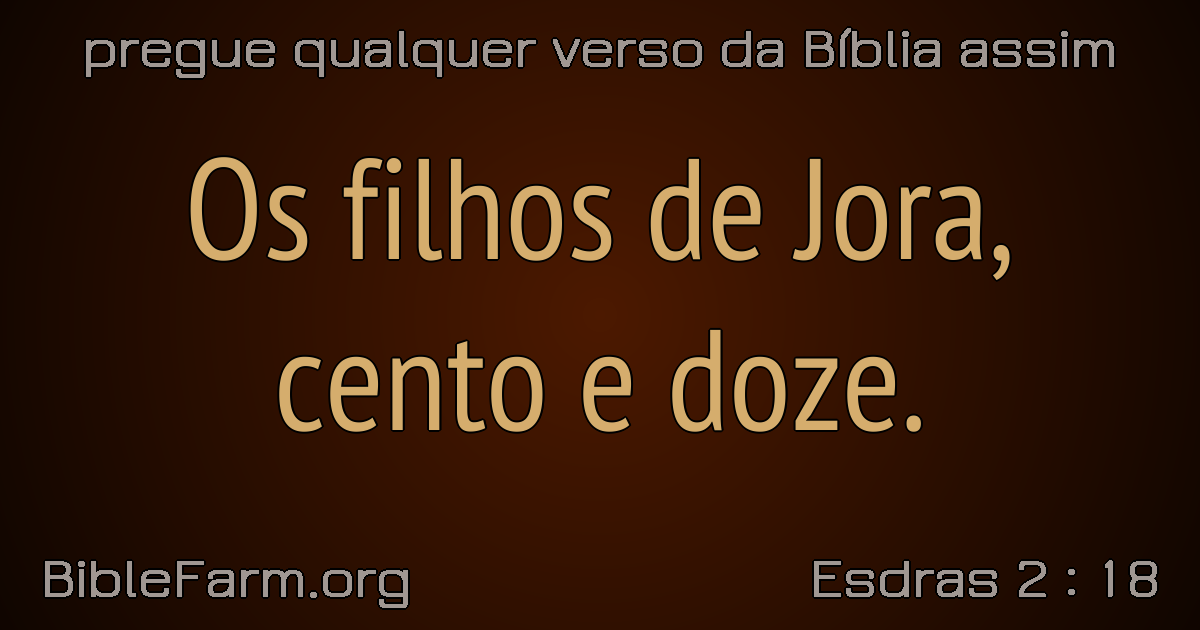 pregue qualquer verso da Bíblia assim
Os filhos de Jora,
cento e doze.
BibleFarm.org
Esdras 2 : 18